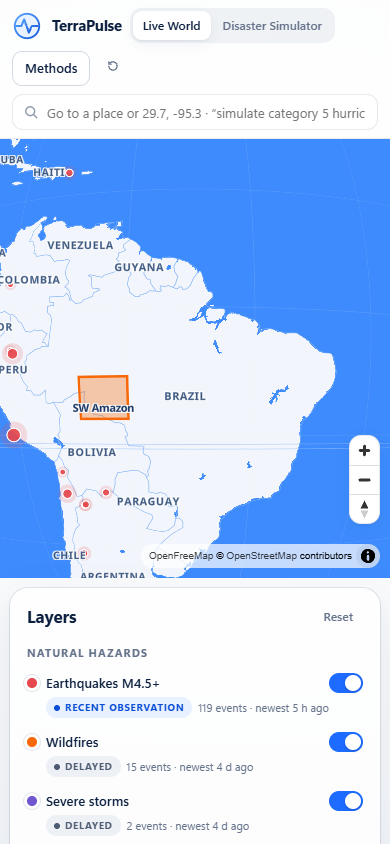 TerraPulse
Live World
Disaster Simulator
Methods
Go to a place or 29.7, -95.3 · “simulate category 5 hurric
UBA
HAITI
VENEZUELA
GUYANA
COLOMBIA
OR
PERU
SW Amazon
BRAZIL
BOLIVIA
PARAGUAY
CHILE
ARGENTINA
OpenFreeMap © OpenStreetMap contributors
Layers
Reset
NATURAL HAZARDS
Earthquakes M4.5+
RECENT OBSERVATION 119 events · newest 5 h ago
Wildfires
DELAYED 15 events · newest 4 d ago
Severe storms
DELAYED 2 events · newest 4 d ago